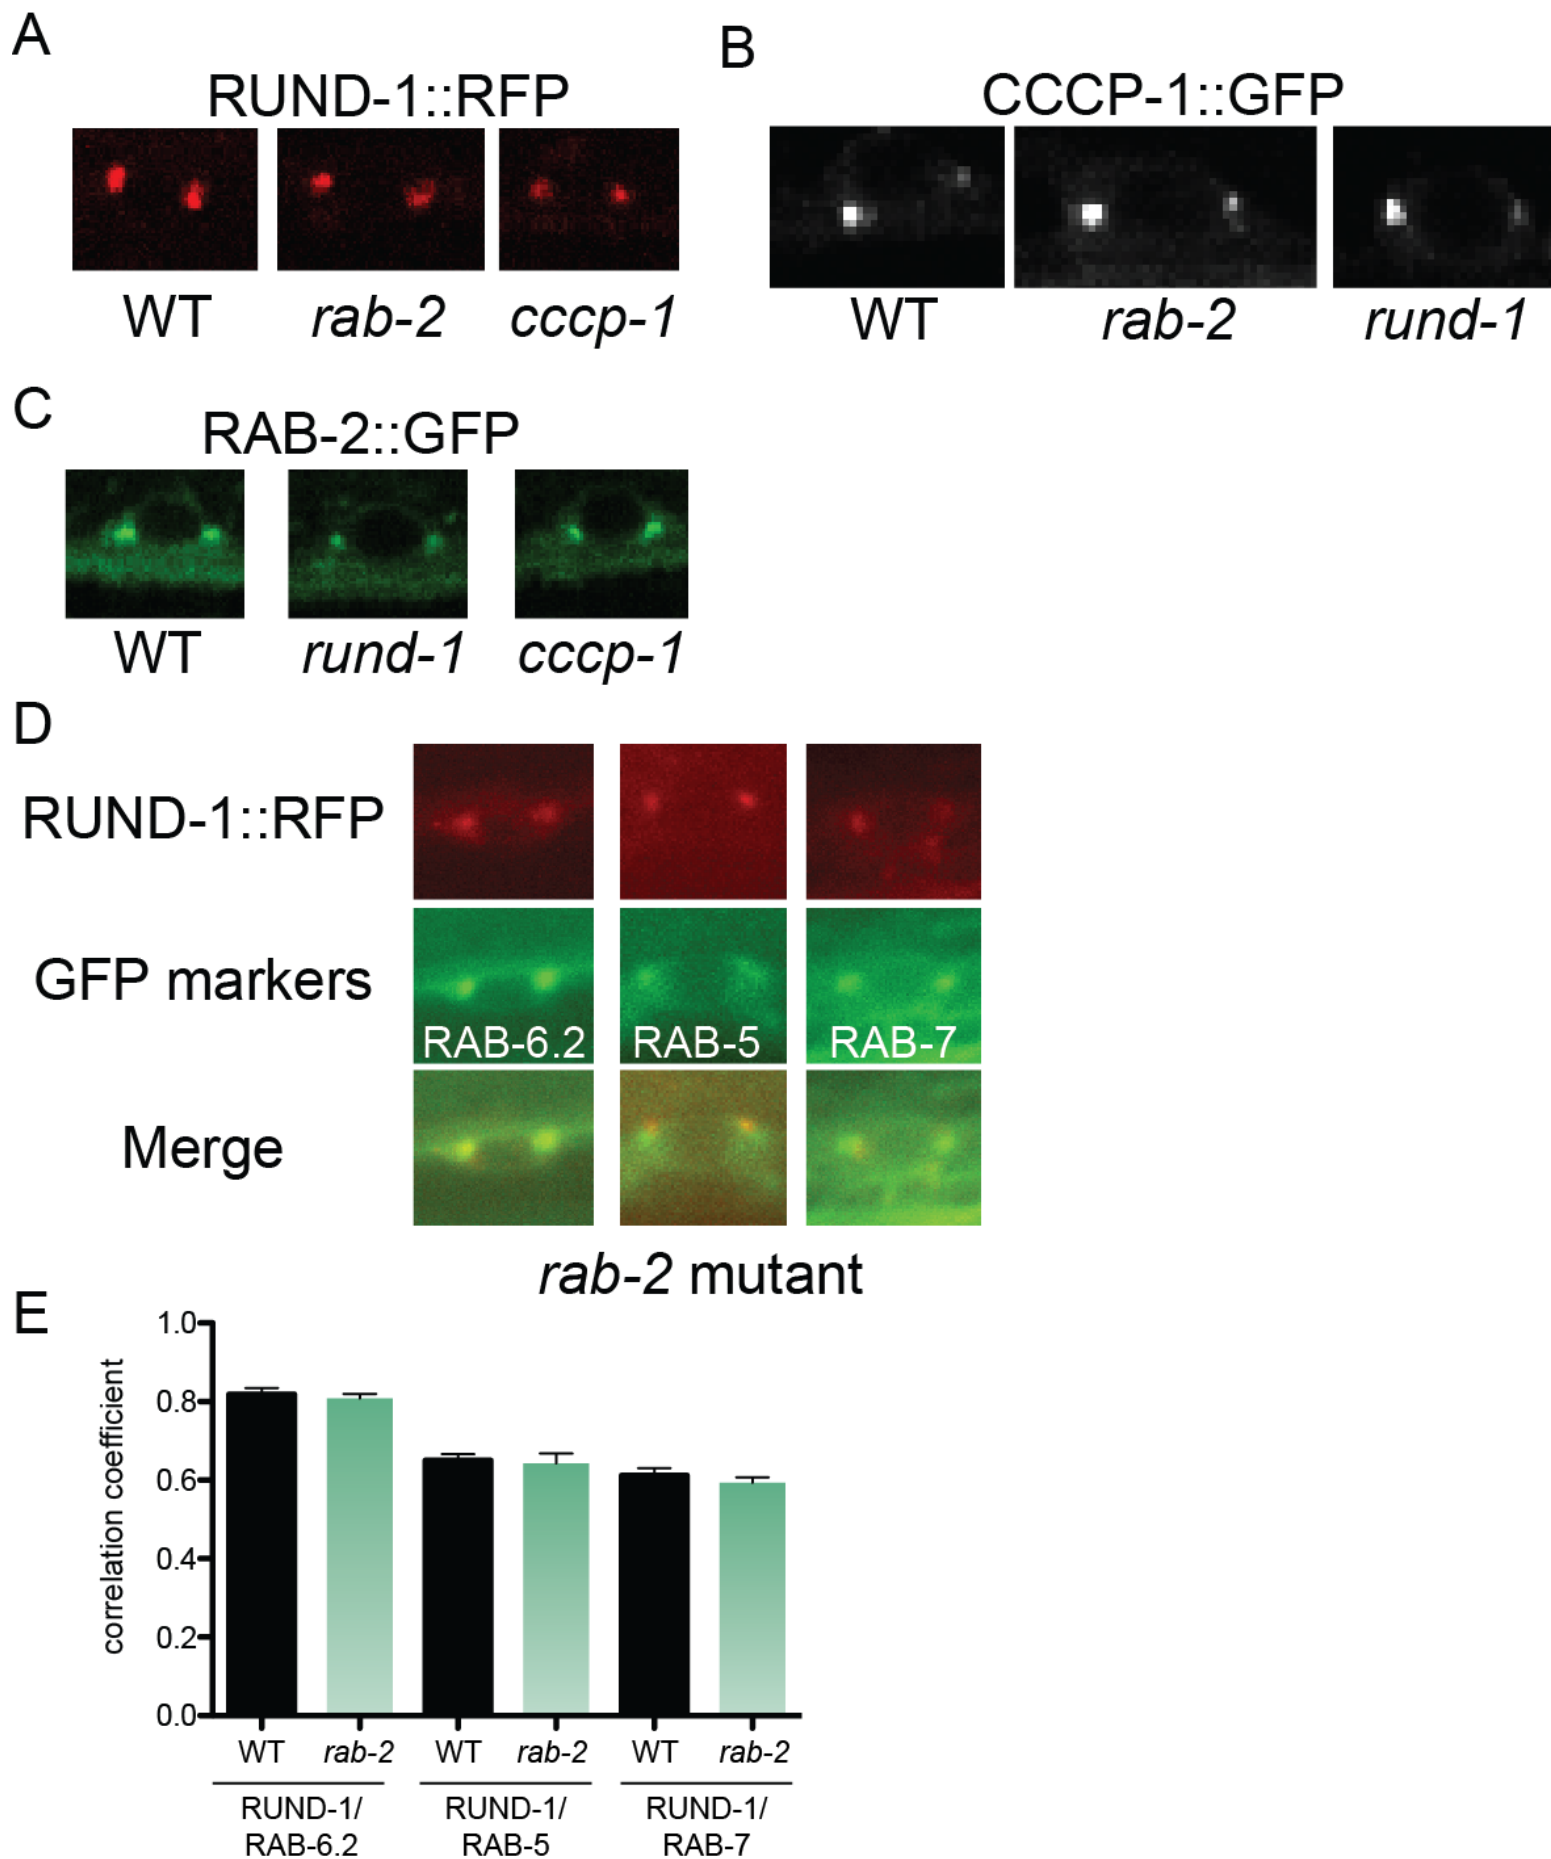 A
RUND-1::RFP
WT rab-2 cccp-1
B
CCCP-1::GFP
WT rab-2 rund-1
C
RAB-2::GFP
WT rund-1 cccp-1
D
RUND-1::RFP
GFP markers
RAB-6.2 RAB-5 RAB-7
Merge
rab-2 mutant
E
correlation coefficient
1.0
0.8
0.6
0.4
0.2
0.0
WT rab-2 WT rab-2 WT rab-2
RUND-1/ RUND-1/ RUND-1/
RAB-6.2 RAB-5 RAB-7